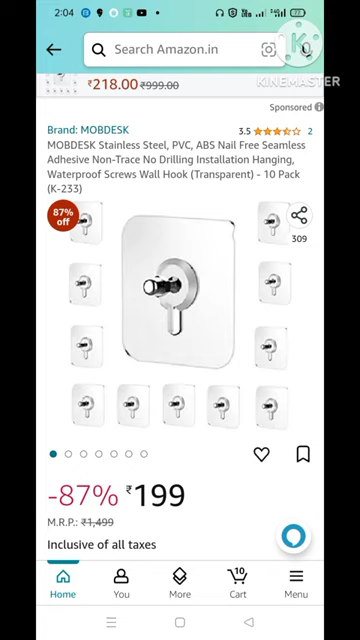 2:04
77
Search Amazon.in
KINEMASTER
₹218.00 ₹999.00
Sponsored
Brand: MOBDESK
3.5 2
MOBDESK Stainless Steel, PVC, ABS Nail Free Seamless
Adhesive Non-Trace No Drilling Installation Hanging,
Waterproof Screws Wall Hook (Transparent) - 10 Pack
(K-233)
87%
off
309
-87% ₹199
M.R.P.: ₹1,499
Inclusive of all taxes
10
Home You More Cart Menu